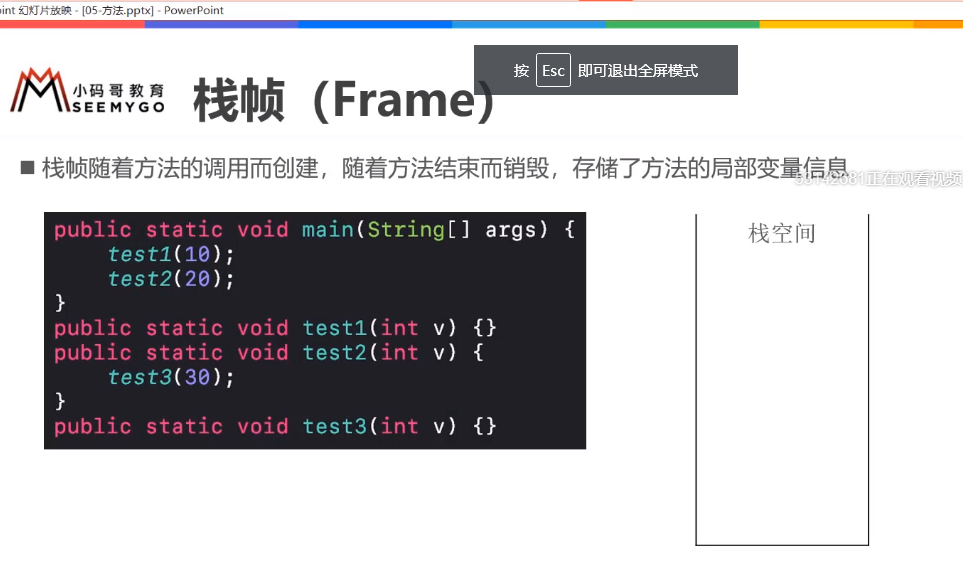 oint 幻灯片放映 - [05-方法.pptx] - PowerPoint
按 Esc 即可退出全屏模式
小码哥教育
SEEMYGO
栈帧（Frame）
■ 栈帧随着方法的调用而创建，随着方法结束而销毁，存储了方法的局部变量信息
正在观看视频
public static void main(String[] args) {
test1(10);
test2(20);
}
public static void test1(int v) {}
public static void test2(int v) {
test3(30);
}
public static void test3(int v) {}
栈空间